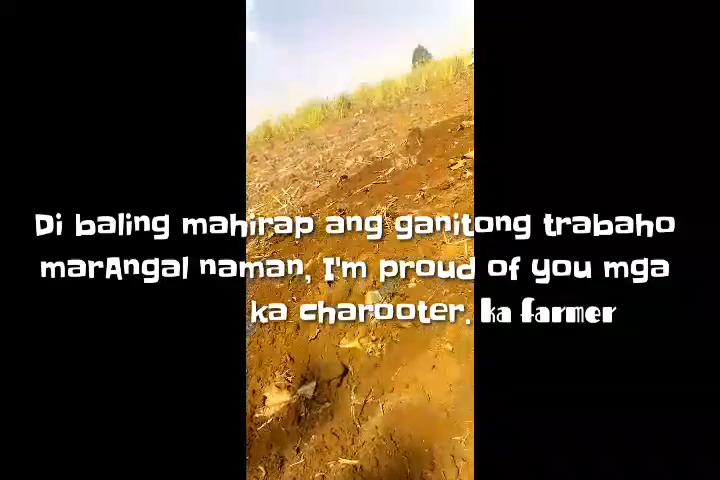 Di baling mahirap ang ganitong trabaho
marAngal naman, I'm proud of you mga
ka charooter. ka farmer